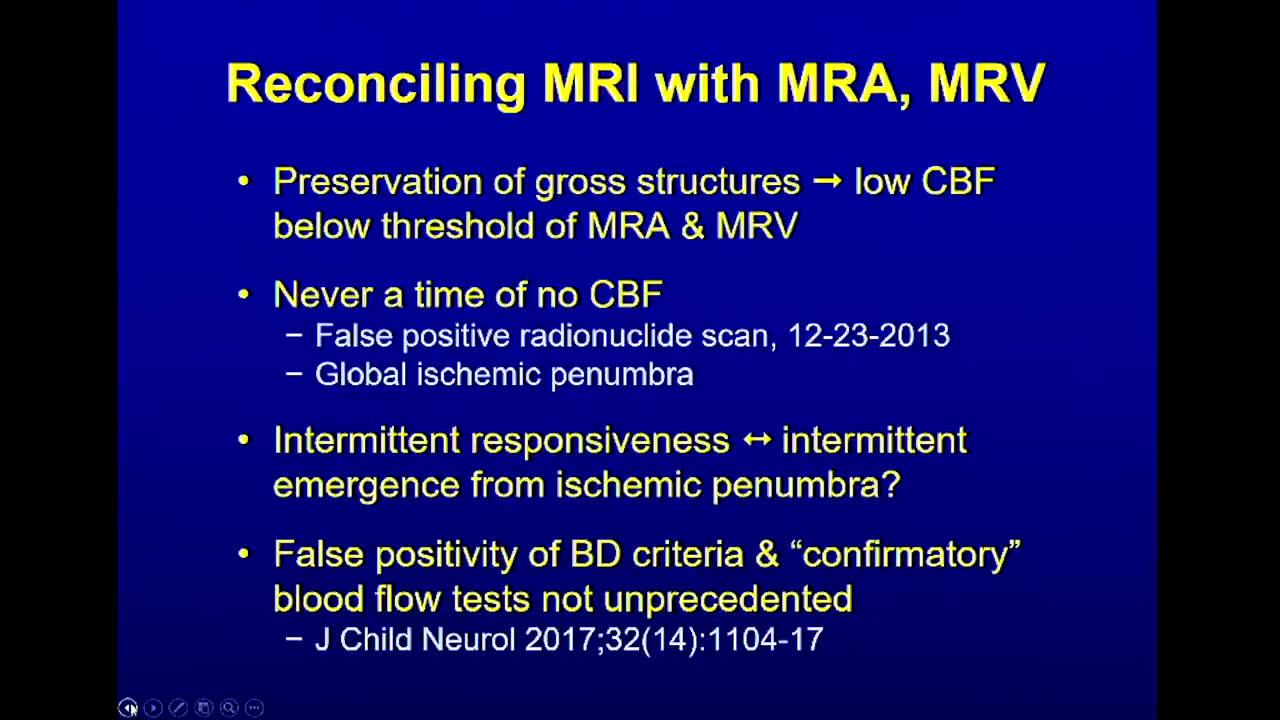 Reconciling MRI with MRA, MRV
• Preservation of gross structures → low CBF
below threshold of MRA & MRV
• Never a time of no CBF
– False positive radionuclide scan, 12-23-2013
– Global ischemic penumbra
• Intermittent responsiveness ↔ intermittent
emergence from ischemic penumbra?
• False positivity of BD criteria & “confirmatory”
blood flow tests not unprecedented
– J Child Neurol 2017;32(14):1104-17